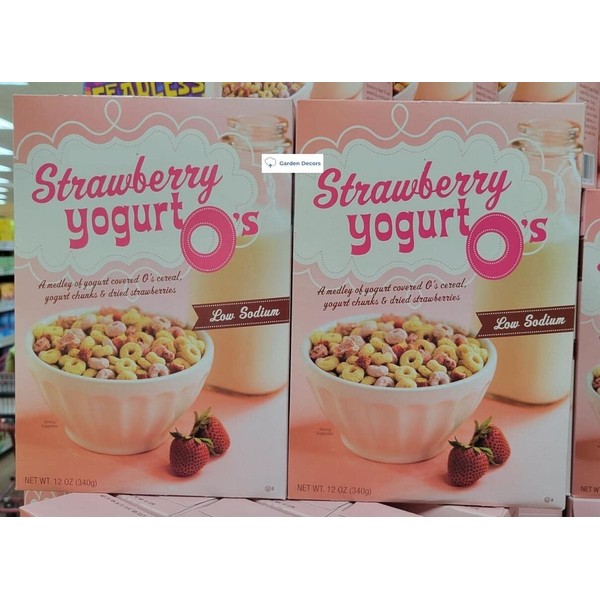 FEARLESS
Garden Decors
Strawberry
yogurt O's
A medley of yogurt covered O's cereal,
yogurt chunks & dried strawberries
Low Sodium
NET WT. 12 OZ (340g)
Strawberry
yogurt O's
A medley of yogurt covered O's cereal,
yogurt chunks & dried strawberries
Low Sodium
NET WT. 12 OZ (340g)